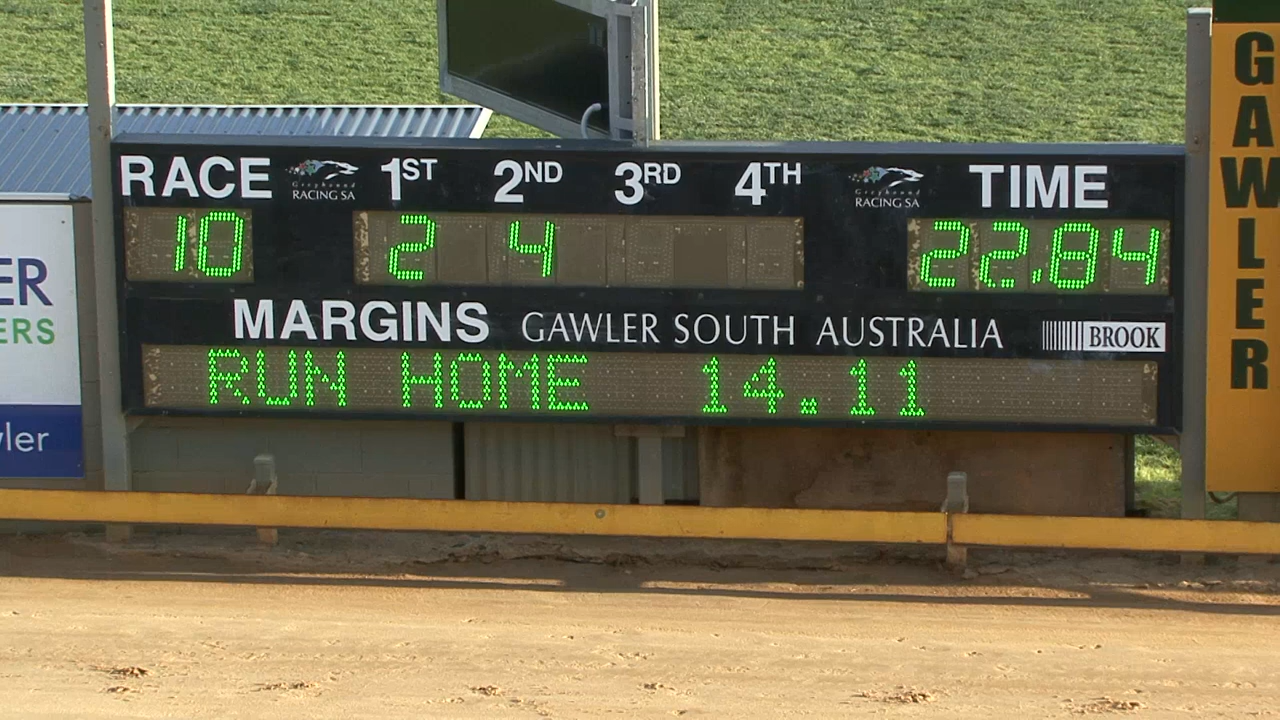 RACE
Greyhound
RACING SA
1ST 2ND 3RD 4TH
Greyhound
RACING SA
TIME
10 2 4 22.84
MARGINS GAWLER SOUTH AUSTRALIA BROOK
RUN HOME 14.11
GAWLER
ER
ERS
ler